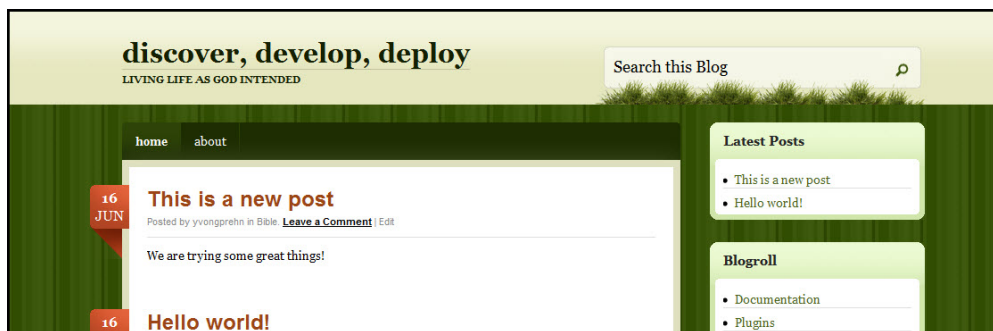 discover, develop, deploy
LIVING LIFE AS GOD INTENDED
Search this Blog
home about
16
JUN
This is a new post
Posted by yvongprehn in Bible. Leave a Comment | Edit
We are trying some great things!
16
Hello world!
Latest Posts
This is a new post
Hello world!
Blogroll
Documentation
Plugins